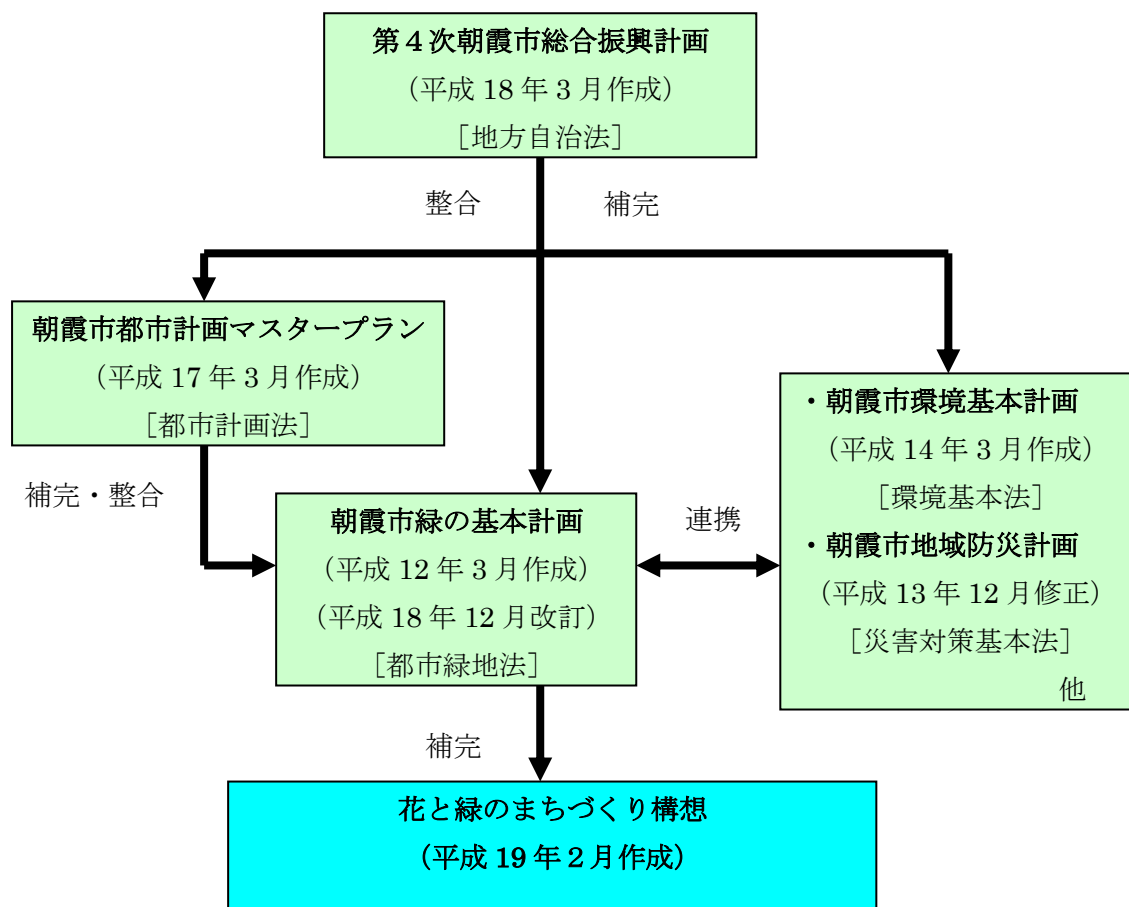 第４次朝霞市総合振興計画
（平成 18 年 3 月作成）
［地方自治法］
整合
補完
朝霞市都市計画マスタープラン
（平成 17 年 3 月作成）
［都市計画法］
補完・整合
・朝霞市環境基本計画
（平成 14 年 3 月作成）
［環境基本法］
・朝霞市地域防災計画
（平成 13 年 12 月修正）
［災害対策基本法］
他
朝霞市緑の基本計画
（平成 12 年 3 月作成）
（平成 18 年 12 月改訂）
［都市緑地法］
連携
補完
花と緑のまちづくり構想
（平成 19 年２月作成）